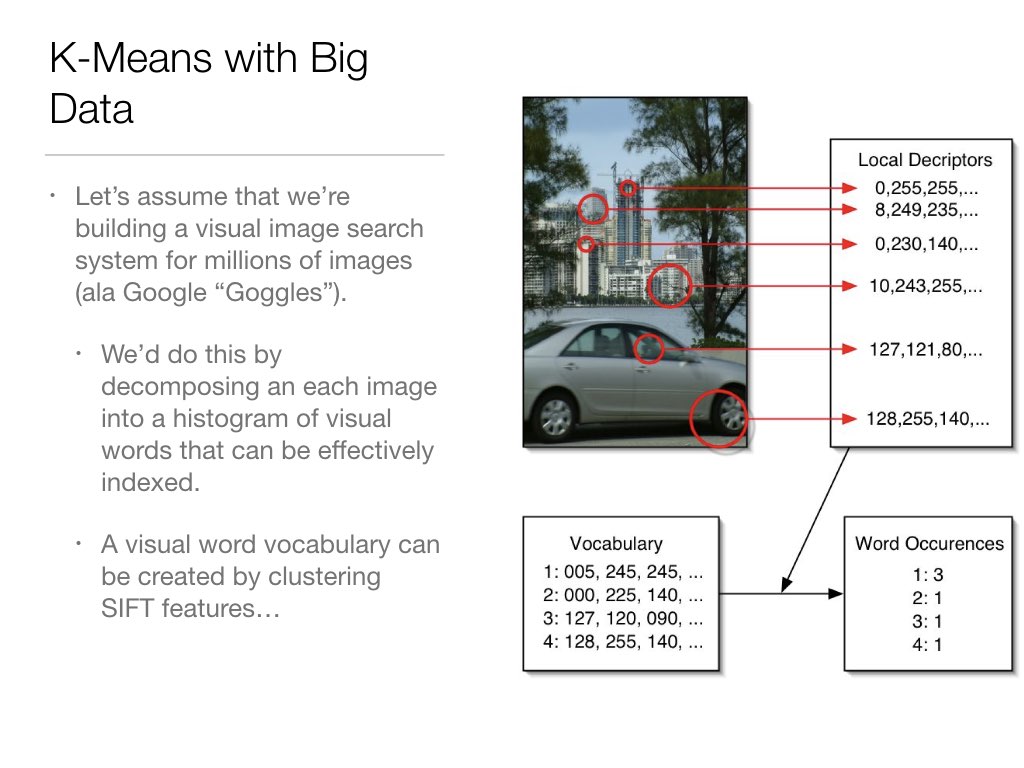 K-Means with Big
Data
• Let’s assume that we’re
building a visual image search
system for millions of images
(ala Google “Goggles”).
• We’d do this by
decomposing an each image
into a histogram of visual
words that can be effectively
indexed.
• A visual word vocabulary can
be created by clustering
SIFT features…
Local Decriptors
0,255,255,...
8,249,235,...
0,230,140,...
10,243,255,...
127,121,80,...
128,255,140,...
Vocabulary
1: 005, 245, 245, ...
2: 000, 225, 140, ...
3: 127, 120, 090, ...
4: 128, 255, 140, ...
Word Occurences
1: 3
2: 1
3: 1
4: 1